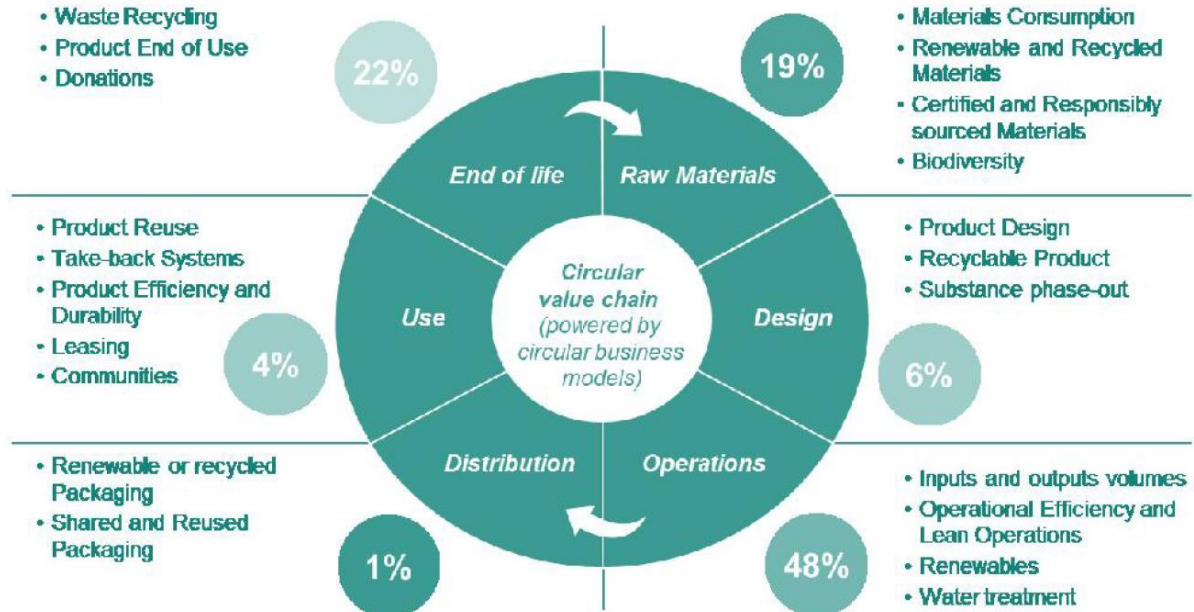 • Waste Recycling
• Product End of Use
• Donations
22%
19%
• Materials Consumption
• Renewable and Recycled
Materials
• Certified and Responsibly
sourced Materials
• Biodiversity
End of life
Raw Materials
• Product Reuse
• Take-back Systems
• Product Efficiency and
Durability
• Leasing
• Communities
4%
Use
Circular
value chain
(powered by
circular business
models)
Design
6%
• Product Design
• Recyclable Product
• Substance phase-out
Distribution
Operations
• Renewable or recycled
Packaging
• Shared and Reused
Packaging
1%
48%
• Inputs and outputs volumes
• Operational Efficiency and
Lean Operations
• Renewables
• Water treatment